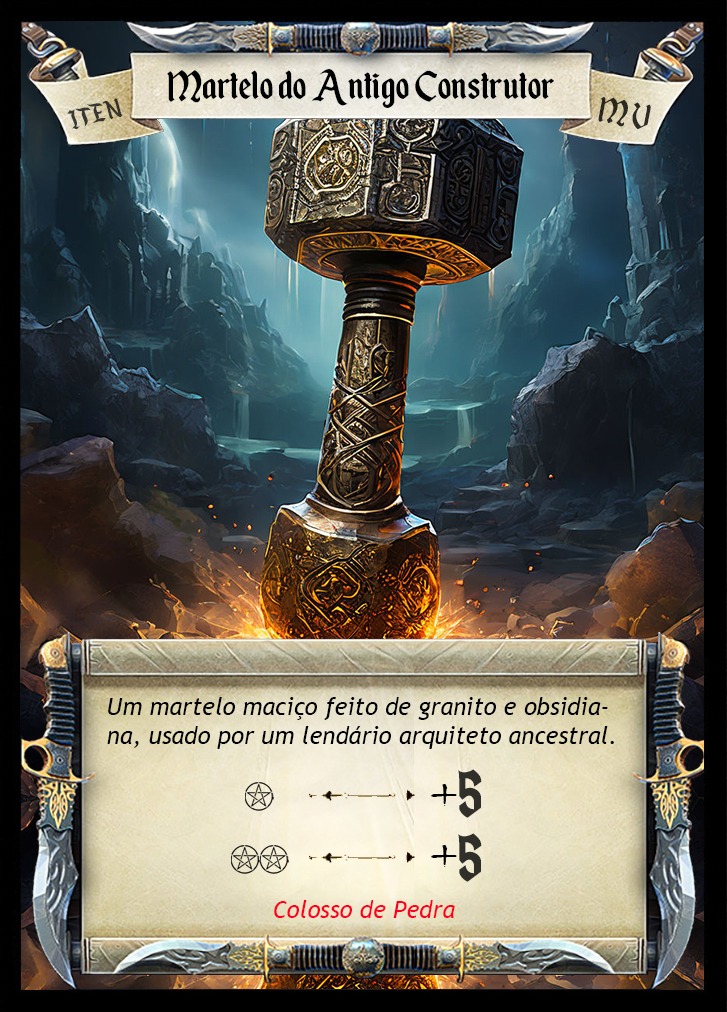 Martelo do Antigo Construtor
ITEN
MU
Um martelo maciço feito de granito e obsidia-
na, usado por um lendário arquiteto ancestral.
+5
+5
Colosso de Pedra